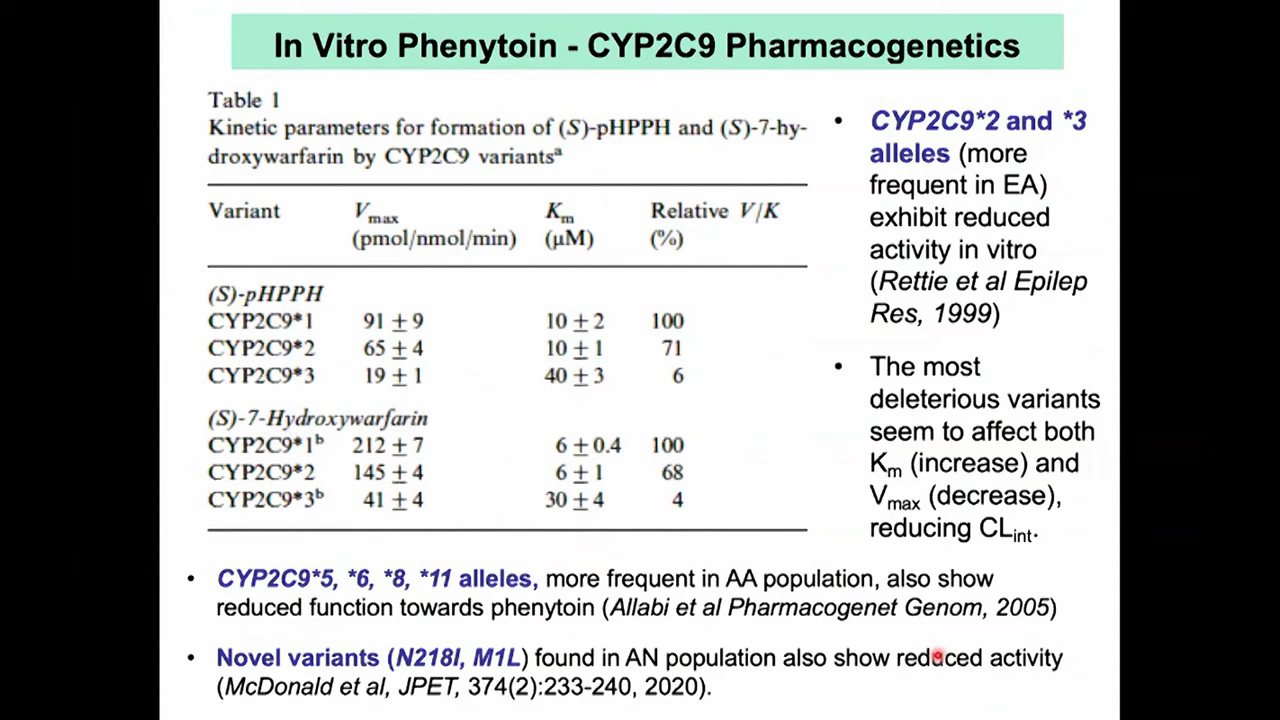 In Vitro Phenytoin - CYP2C9 Pharmacogenetics
Table 1
Kinetic parameters for formation of (S)-pHPPH and (S)-7-hy-
droxywarfarin by CYP2C9 variantsᵃ
Variant Vmax Km Relative V/K
(pmol/nmol/min) (μM) (%)
(S)-pHPPH
CYP2C9*1 91 ± 9 10 ± 2 100
CYP2C9*2 65 ± 4 10 ± 1 71
CYP2C9*3 19 ± 1 40 ± 3 6
(S)-7-Hydroxywarfarin
CYP2C9*1ᵇ 212 ± 7 6 ± 0.4 100
CYP2C9*2 145 ± 4 6 ± 1 68
CYP2C9*3ᵇ 41 ± 4 30 ± 4 4
• CYP2C9*2 and *3
alleles (more
frequent in EA)
exhibit reduced
activity in vitro
(Rettie et al Epilep
Res, 1999)
• The most
deleterious variants
seem to affect both
Km (increase) and
Vmax (decrease),
reducing CLint.
• CYP2C9*5, *6, *8, *11 alleles, more frequent in AA population, also show
reduced function towards phenytoin (Allabi et al Pharmacogenet Genom, 2005)
• Novel variants (N218I, M1L) found in AN population also show reduced activity
(McDonald et al, JPET, 374(2):233-240, 2020).